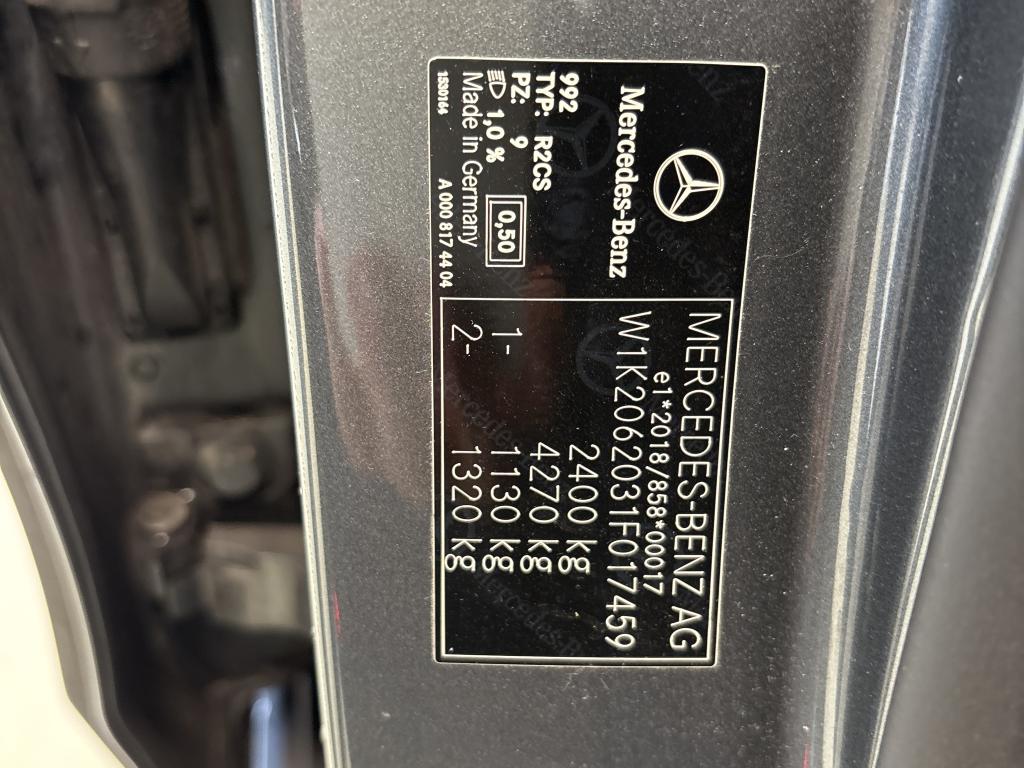 Mercedes-Benz
992
TYP: R2CS
PZ: 9
1,0 %
0,50
Made in Germany
1530164
A 000 817 44 04
MERCEDES-BENZ AG
e1*2018/858*00017
W1K2062031F017459
2400 kg
4270 kg
1- 1130 kg
2- 1320 kg